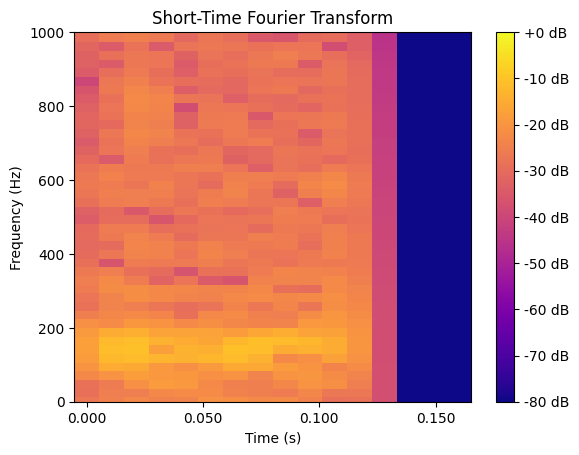 Short-Time Fourier Transform
1000
800
600
400
200
0
Frequency (Hz)
0.000
0.050
0.100
0.150
Time (s)
+0 dB
-10 dB
-20 dB
-30 dB
-40 dB
-50 dB
-60 dB
-70 dB
-80 dB